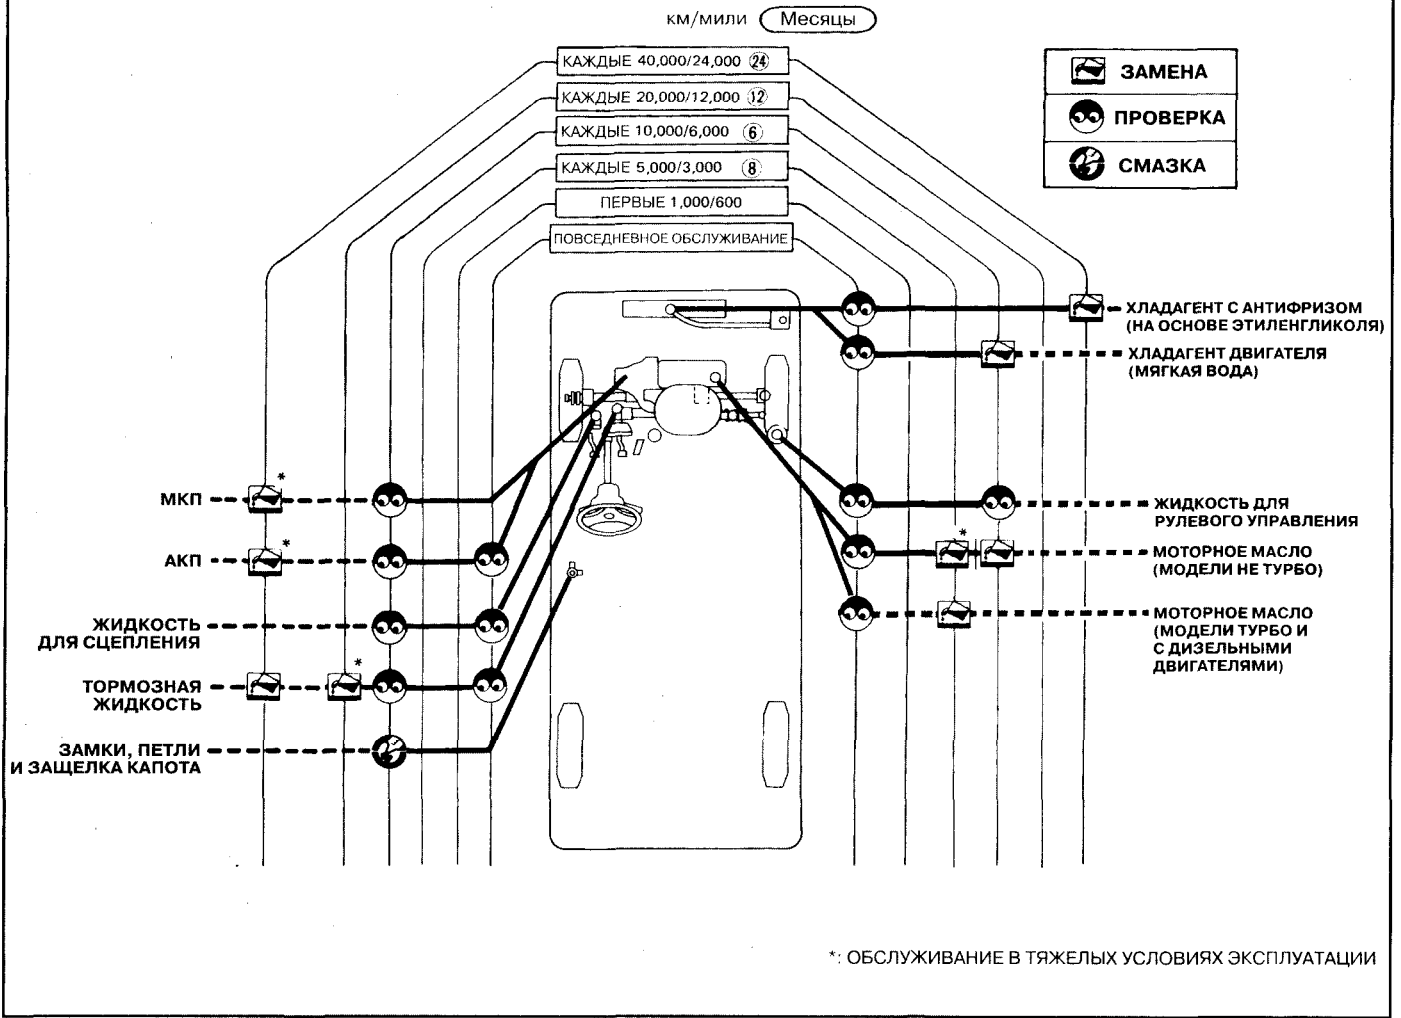 км/мили Месяцы
КАЖДЫЕ 40,000/24,000 24
КАЖДЫЕ 20,000/12,000 12
КАЖДЫЕ 10,000/6,000 6
КАЖДЫЕ 5,000/3,000 8
ПЕРВЫЕ 1,000/600
ПОВСЕДНЕВНОЕ ОБСЛУЖИВАНИЕ
ЗАМЕНА
ПРОВЕРКА
СМАЗКА
МКП
*
АКП
*
ЖИДКОСТЬ
ДЛЯ СЦЕПЛЕНИЯ
ТОРМОЗНАЯ
ЖИДКОСТЬ
*
ЗАМКИ, ПЕТЛИ
И ЗАЩЕЛКА КАПОТА
ХЛАДАГЕНТ С АНТИФРИЗОМ
(НА ОСНОВЕ ЭТИЛЕНГЛИКОЛЯ)
ХЛАДАГЕНТ ДВИГАТЕЛЯ
(МЯГКАЯ ВОДА)
ЖИДКОСТЬ ДЛЯ
РУЛЕВОГО УПРАВЛЕНИЯ
*
МОТОРНОЕ МАСЛО
(МОДЕЛИ НЕ ТУРБО)
МОТОРНОЕ МАСЛО
(МОДЕЛИ ТУРБО И
С ДИЗЕЛЬНЫМИ
ДВИГАТЕЛЯМИ)
*: ОБСЛУЖИВАНИЕ В ТЯЖЕЛЫХ УСЛОВИЯХ ЭКСПЛУАТАЦИИ